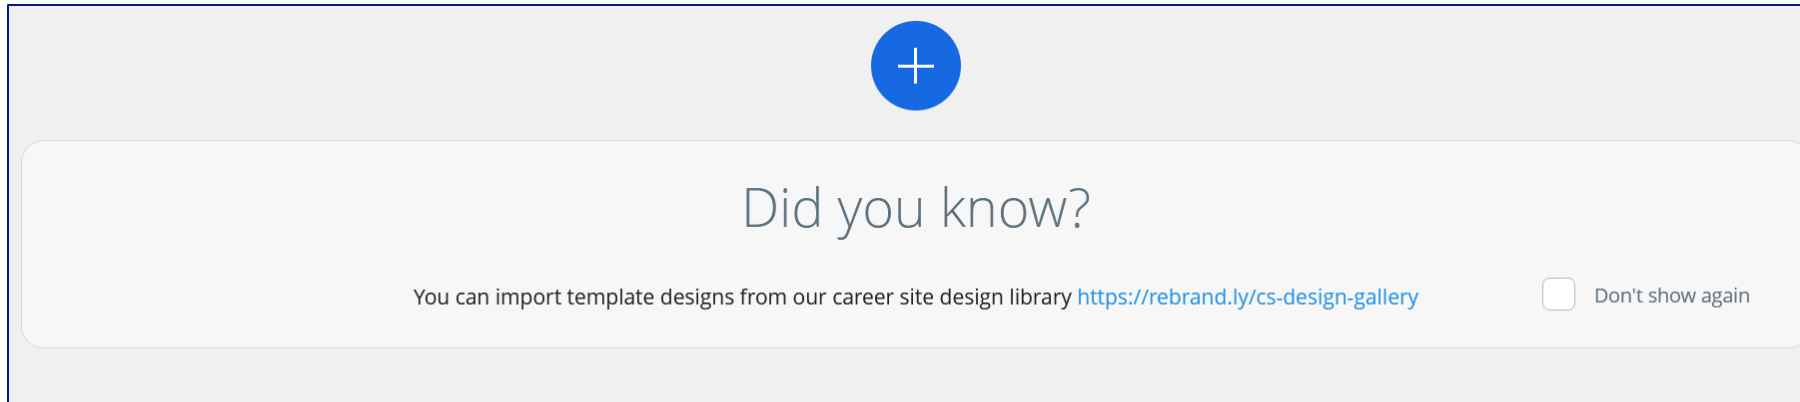 Did you know?
You can import template designs from our career site design library https://rebrand.ly/cs-design-gallery
Don't show again